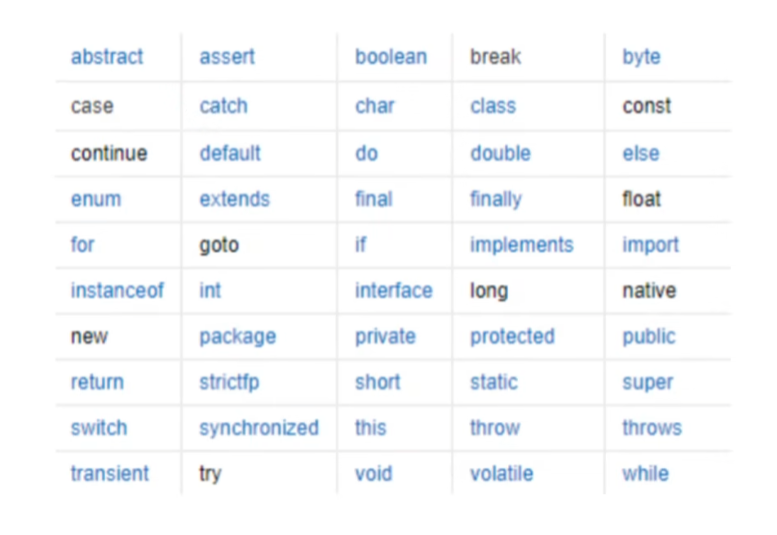 abstract assert boolean break byte
case catch char class const
continue default do double else
enum extends final finally float
for goto if implements import
instanceof int interface long native
new package private protected public
return strictfp short static super
switch synchronized this throw throws
transient try void volatile while